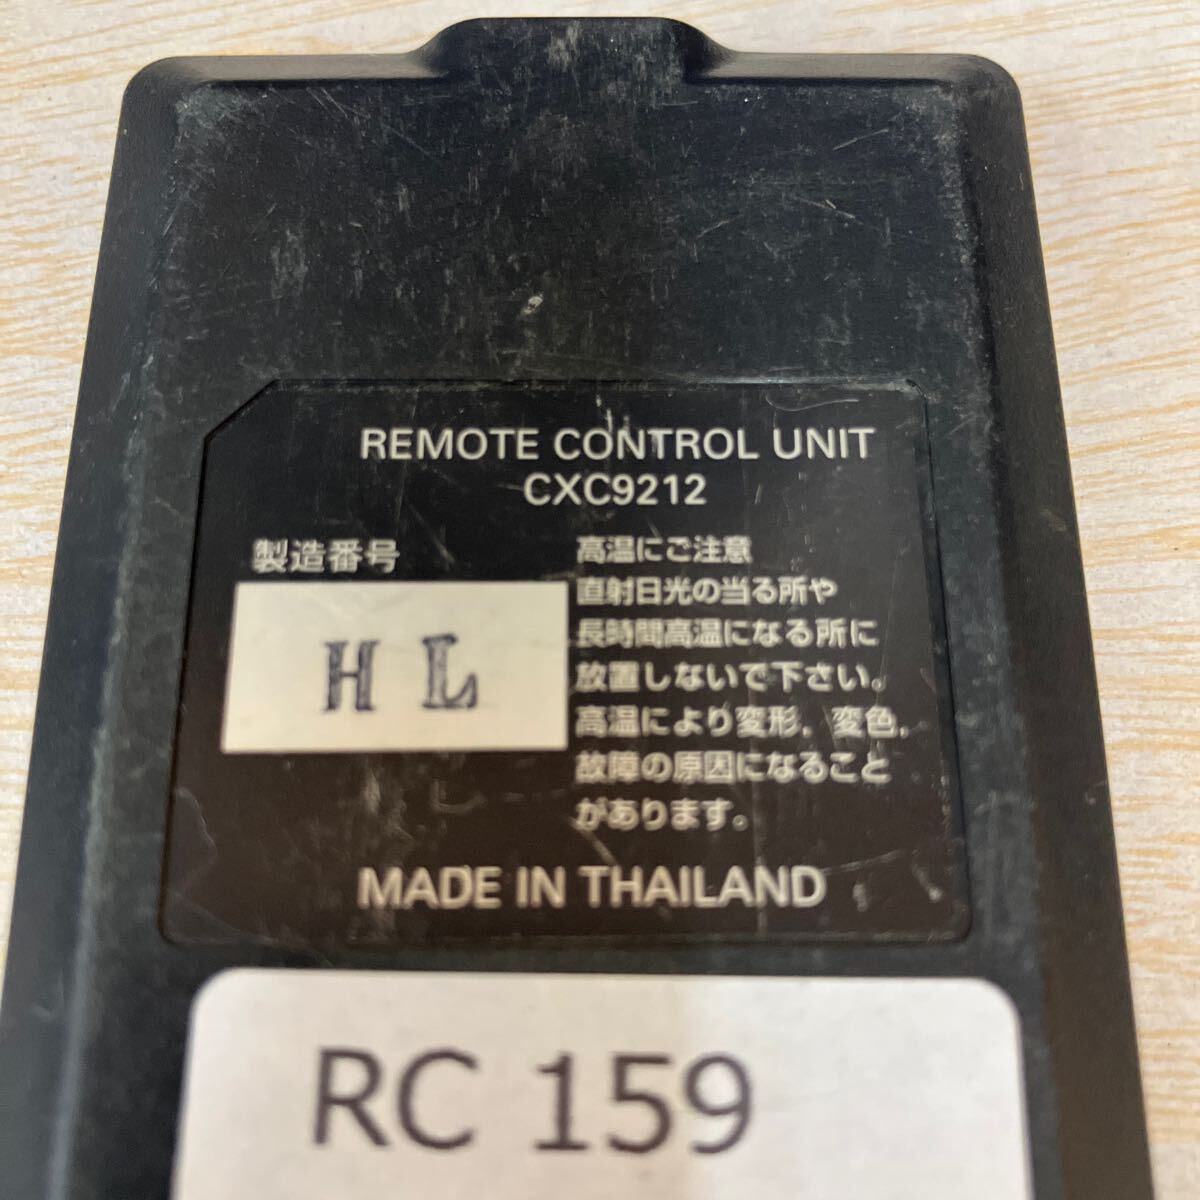 REMOTE CONTROL UNIT
CXC9212
製造番号
H L
高温にご注意
直射日光の当る所や
長時間高温になる所に
放置しないで下さい。
高温により変形、変色、
故障の原因になること
があります。
MADE IN THAILAND
RC 159